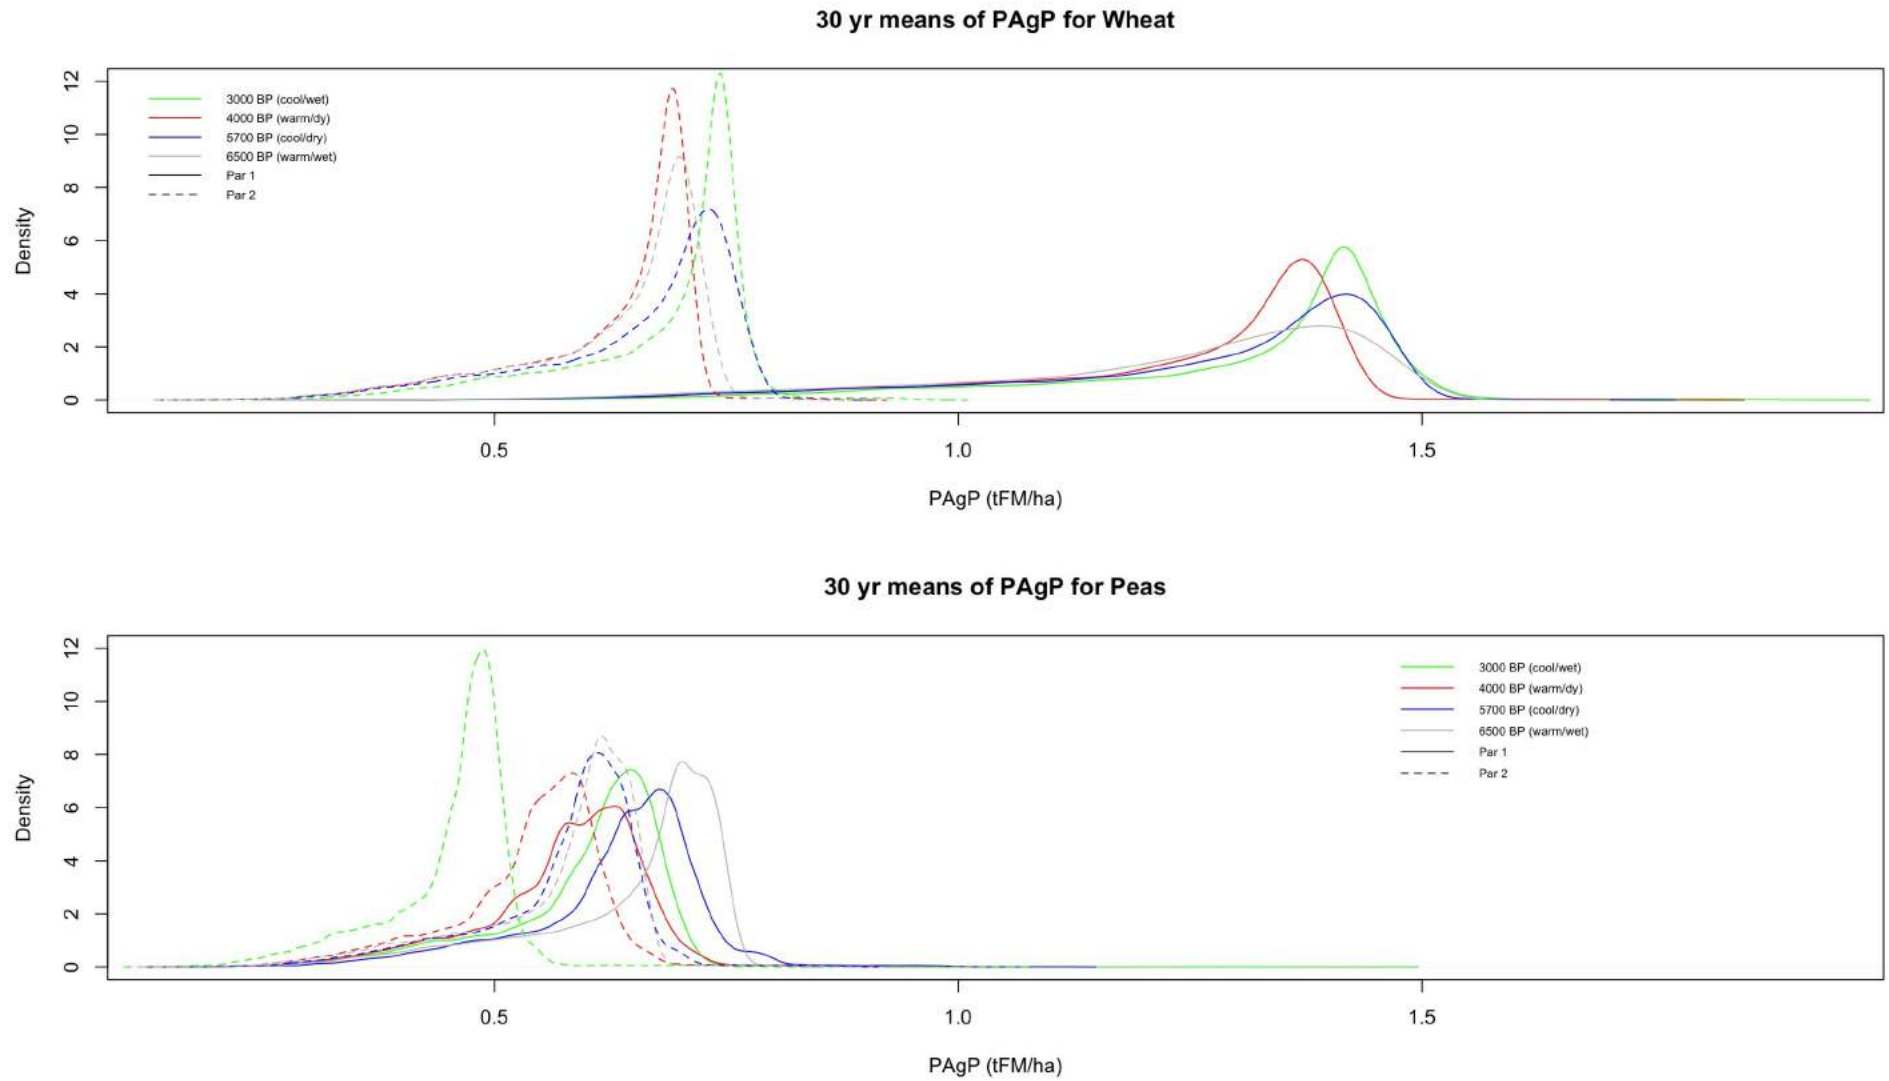 30 yr means of PAgP for Wheat
12
10
8
6
4
2
0
Density
3000 BP (cool/wet)
4000 BP (warm/dy)
5700 BP (cool/dry)
6500 BP (warm/wet)
Par 1
Par 2
0.5
1.0
1.5
PAgP (tFM/ha)
30 yr means of PAgP for Peas
12
10
8
6
4
2
0
Density
3000 BP (cool/wet)
4000 BP (warm/dy)
5700 BP (cool/dry)
6500 BP (warm/wet)
Par 1
Par 2
0.5
1.0
1.5
PAgP (tFM/ha)